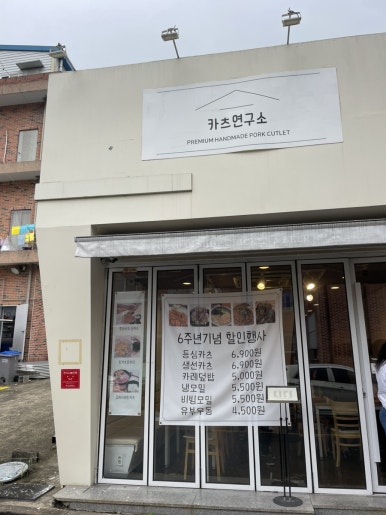 카츠연구소
PREMIUM HANDMADE PORK CUTLET
6주년기념 할인행사
등심카츠 6,900원
생선카츠 6,900원
카레덮밥 5,000원
냉모밀 5,500원
비빔모밀 5,500원
유부우동 4,500원